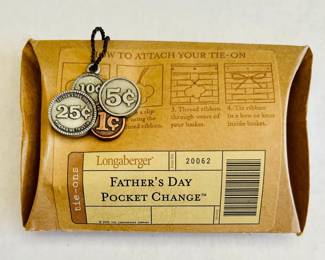 HOW TO ATTACH YOUR TIE-ON
10¢
5¢
25¢
1¢
3. Thread ribbon
through weave of
your basket.
4. Tie ribbon
in a bow or knot
inside basket.
Longaberger
20062
tie-ons
FATHER'S DAY
POCKET CHANGE™